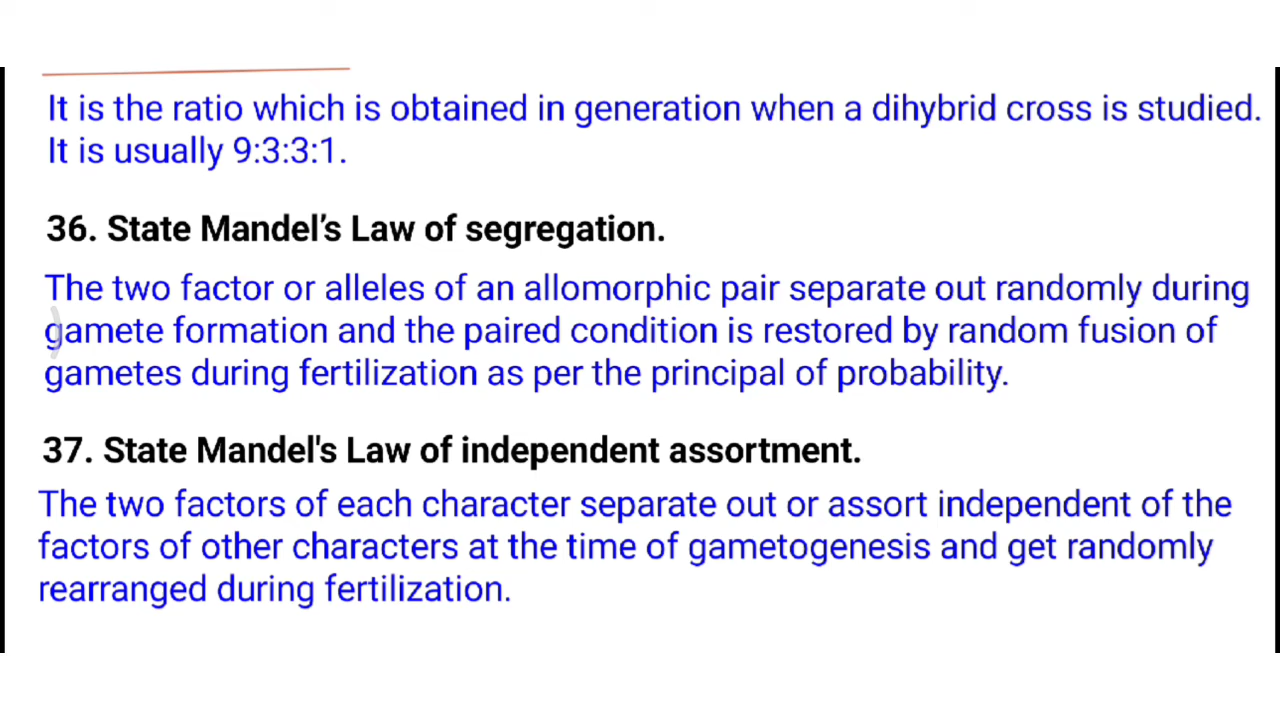 It is the ratio which is obtained in generation when a dihybrid cross is studied.
It is usually 9:3:3:1.
36. State Mandel’s Law of segregation.
The two factor or alleles of an allomorphic pair separate out randomly during
gamete formation and the paired condition is restored by random fusion of
gametes during fertilization as per the principal of probability.
37. State Mandel's Law of independent assortment.
The two factors of each character separate out or assort independent of the
factors of other characters at the time of gametogenesis and get randomly
rearranged during fertilization.